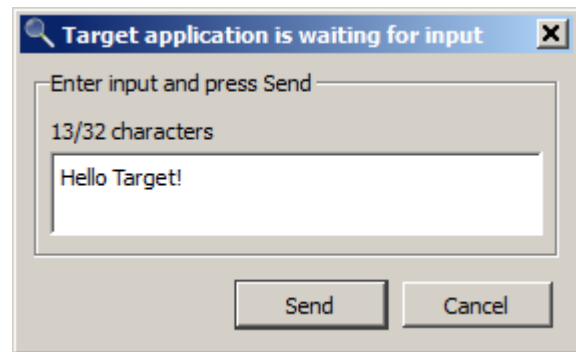 Target application is waiting for input
Enter input and press Send
13/32 characters
Hello Target!
Send
Cancel